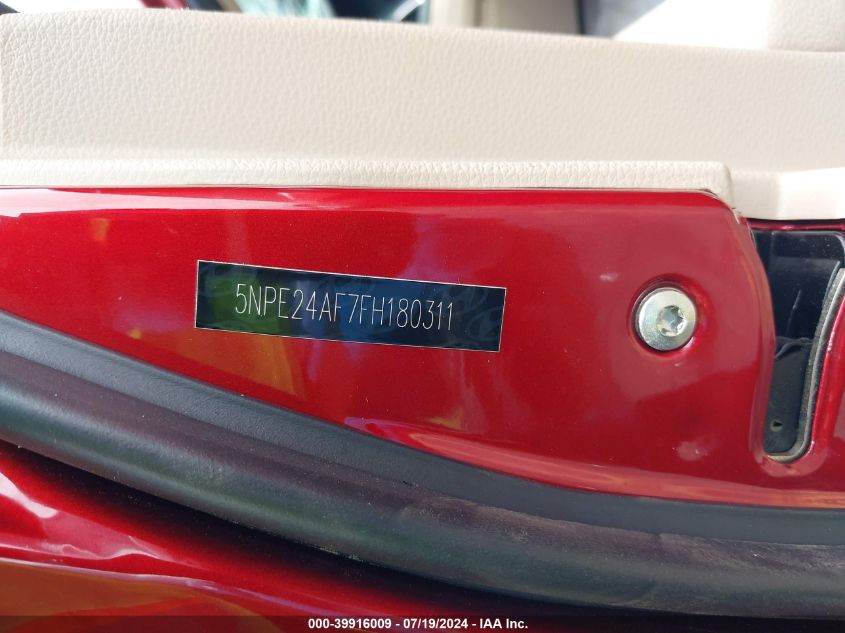 5NPE24AF7FH180311
000-39916009 - 07/19/2024 - IAA Inc.